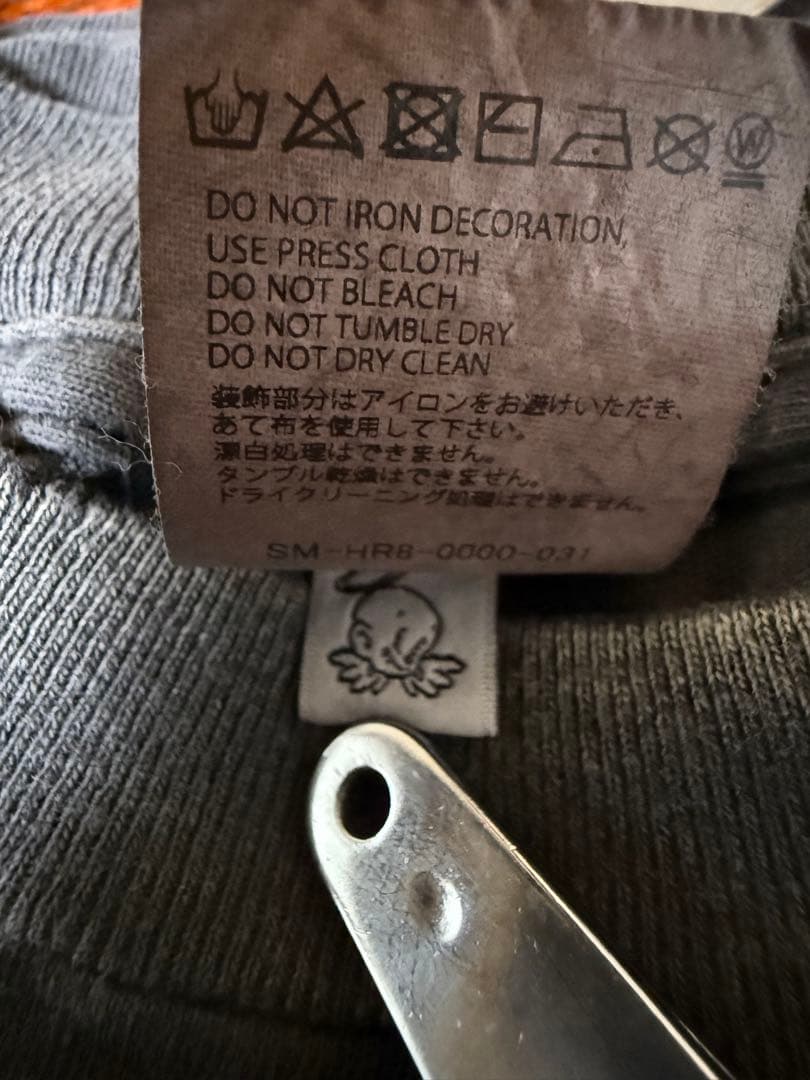 W
DO NOT IRON DECORATION,
USE PRESS CLOTH
DO NOT BLEACH
DO NOT TUMBLE DRY
DO NOT DRY CLEAN
装飾部分はアイロンをお避けいただき、
あて布を使用して下さい。
漂白処理はできません。
タンブル乾燥はできません。
ドライクリーニング処理はできません。
SM-HR8-0000-031